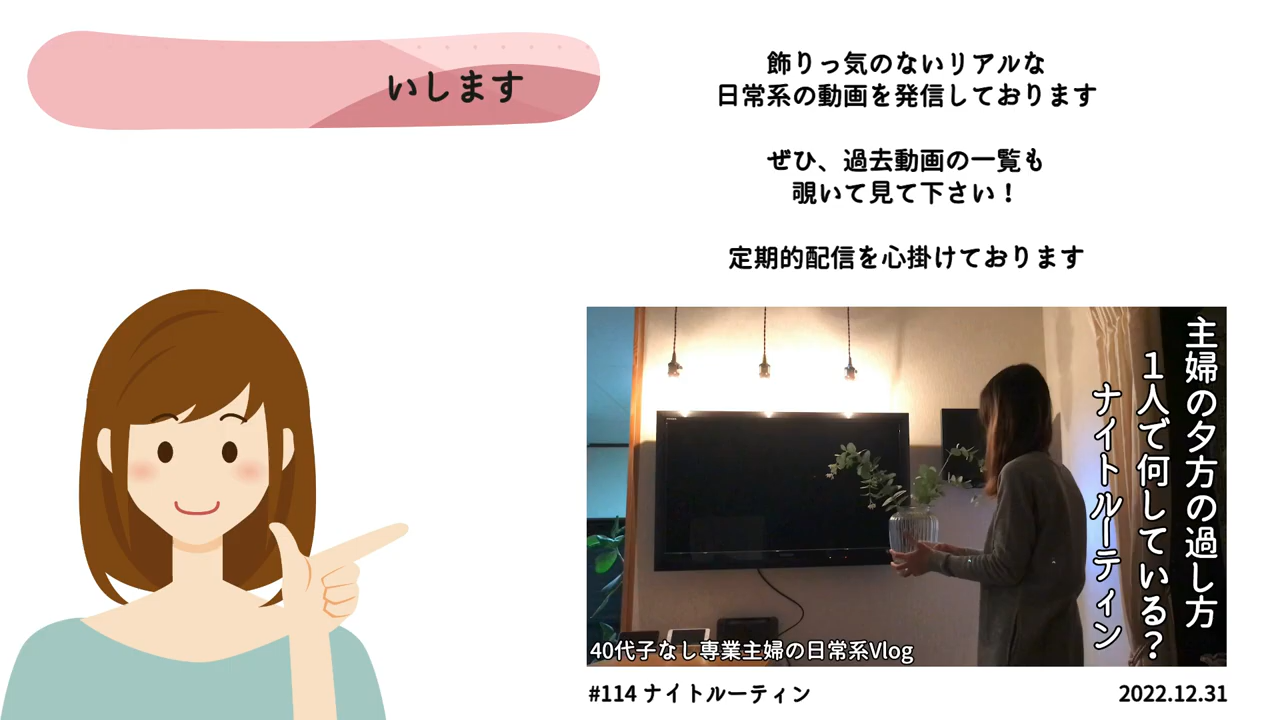 いします
飾りっ気のないリアルな
日常系の動画を発信しております
ぜひ、過去動画の一覧も
覗いて見て下さい！
定期的配信を心掛けております
主婦の夕方の過し方
１人で何している？
ナイトルーティン
40代子なし専業主婦の日常系Vlog
#114 ナイトルーティン
2022.12.31